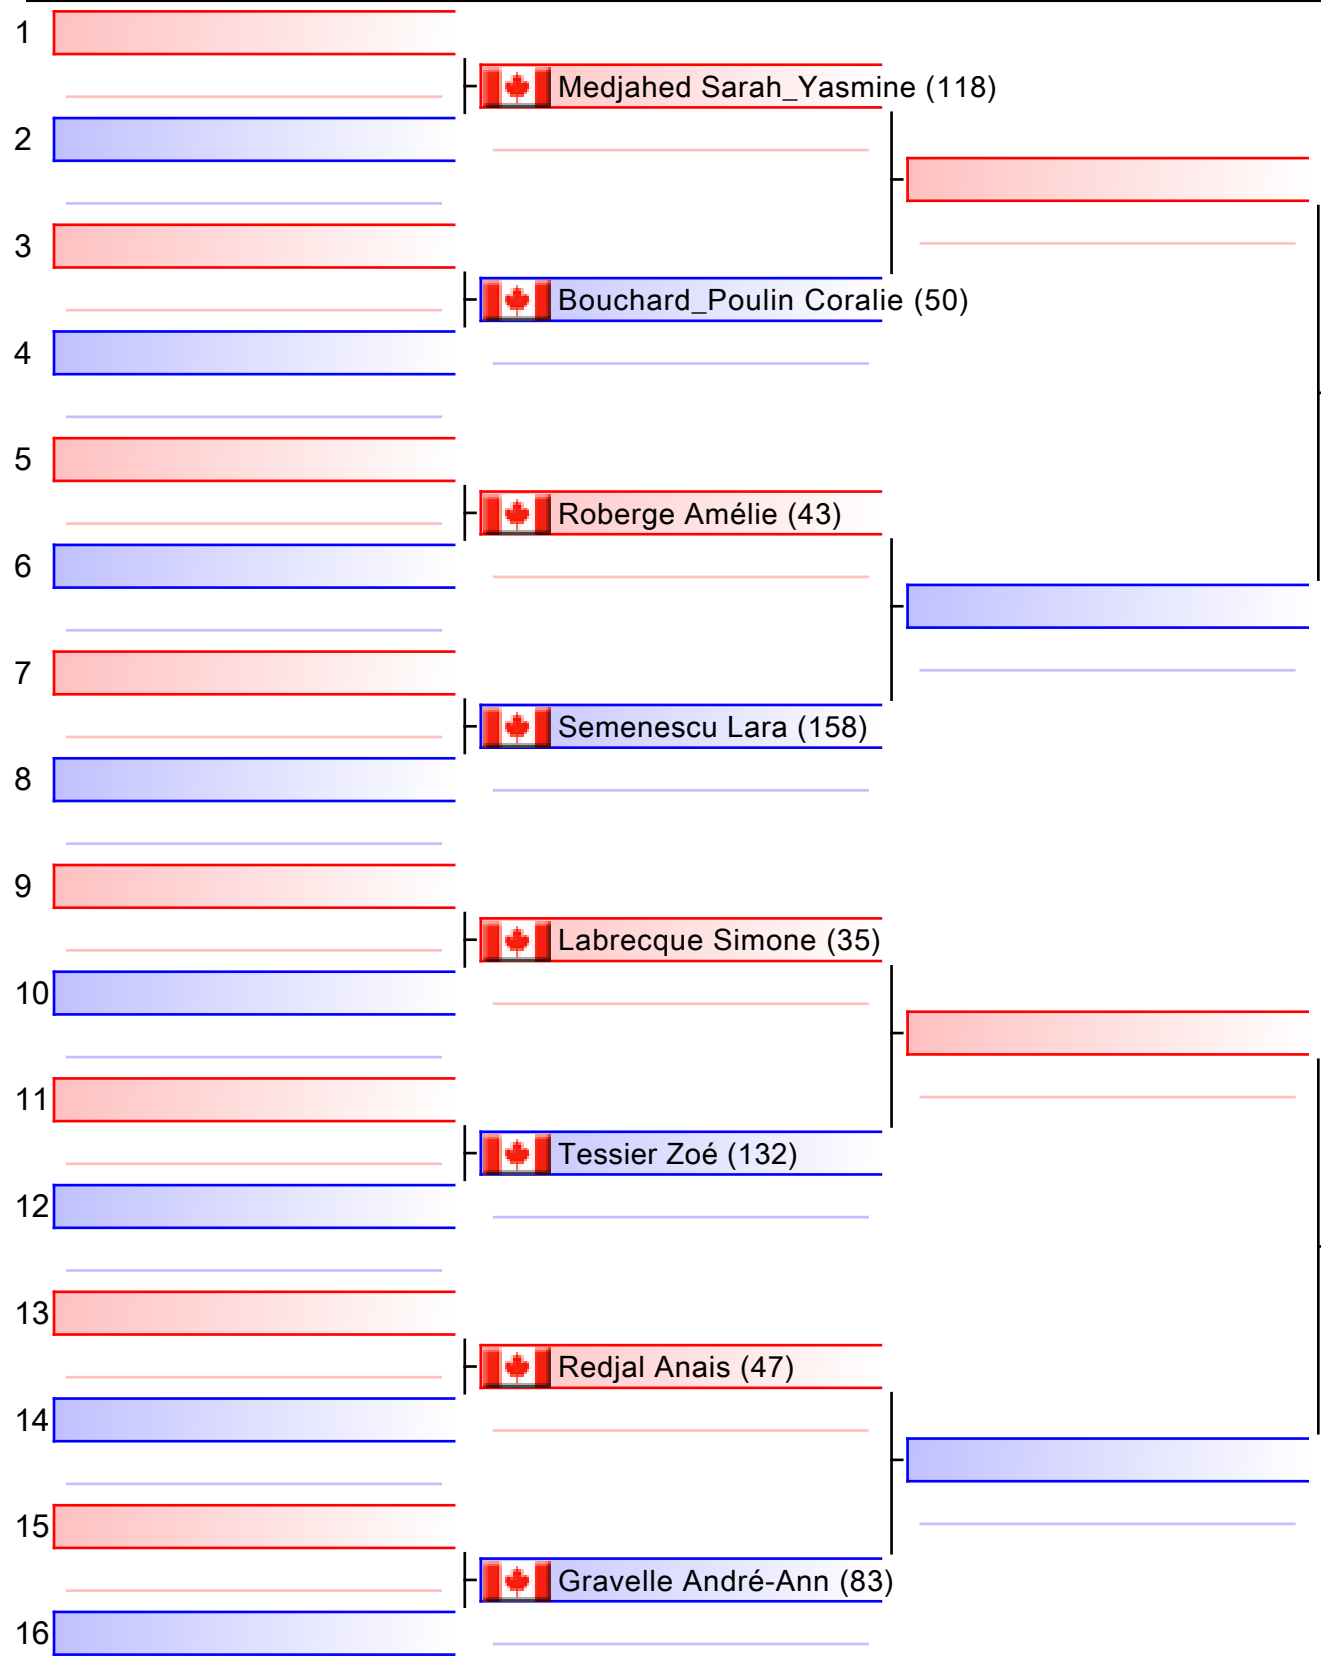 1
Medjahed Sarah_Yasmine (118)
2
3
Bouchard_Poulin Coralie (50)
4
5
Roberge Amélie (43)
6
7
Semenescu Lara (158)
8
9
Labrecque Simone (35)
10
11
Tessier Zoé (132)
12
13
Redjal Anais (47)
14
15
Gravelle André-Ann (83)
16